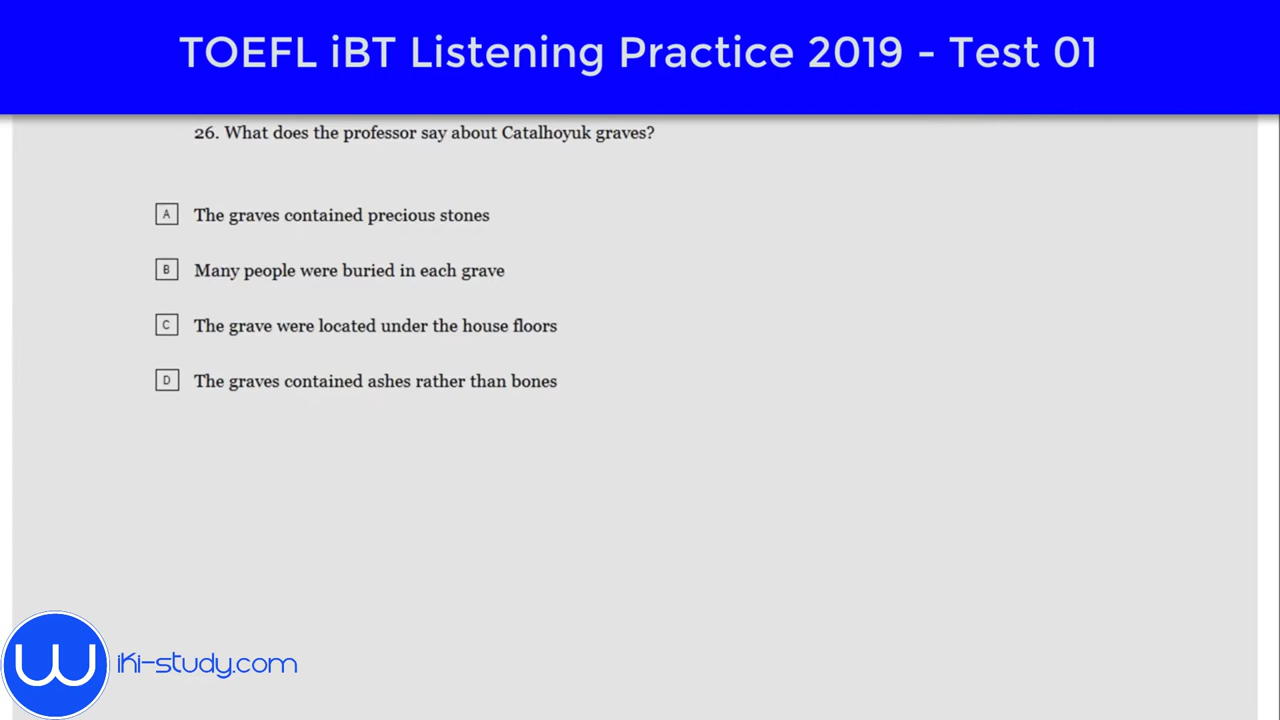 TOEFL iBT Listening Practice 2019 - Test 01
26. What does the professor say about Catalhoyuk graves?
A The graves contained precious stones
B Many people were buried in each grave
C The grave were located under the house floors
D The graves contained ashes rather than bones
Wiki-study.com